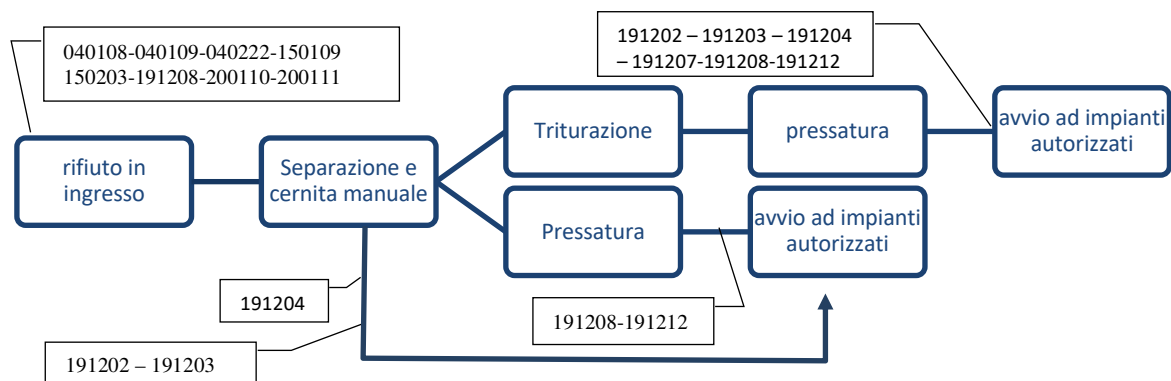 040108-040109-040222-150109
150203-191208-200110-200111
191202 – 191203 – 191204
– 191207-191208-191212
rifiuto in
ingresso
Separazione e
cernita manuale
Triturazione
pressatura
avvio ad impianti
autorizzati
Pressatura
avvio ad impianti
autorizzati
191204
191208-191212
191202 – 191203